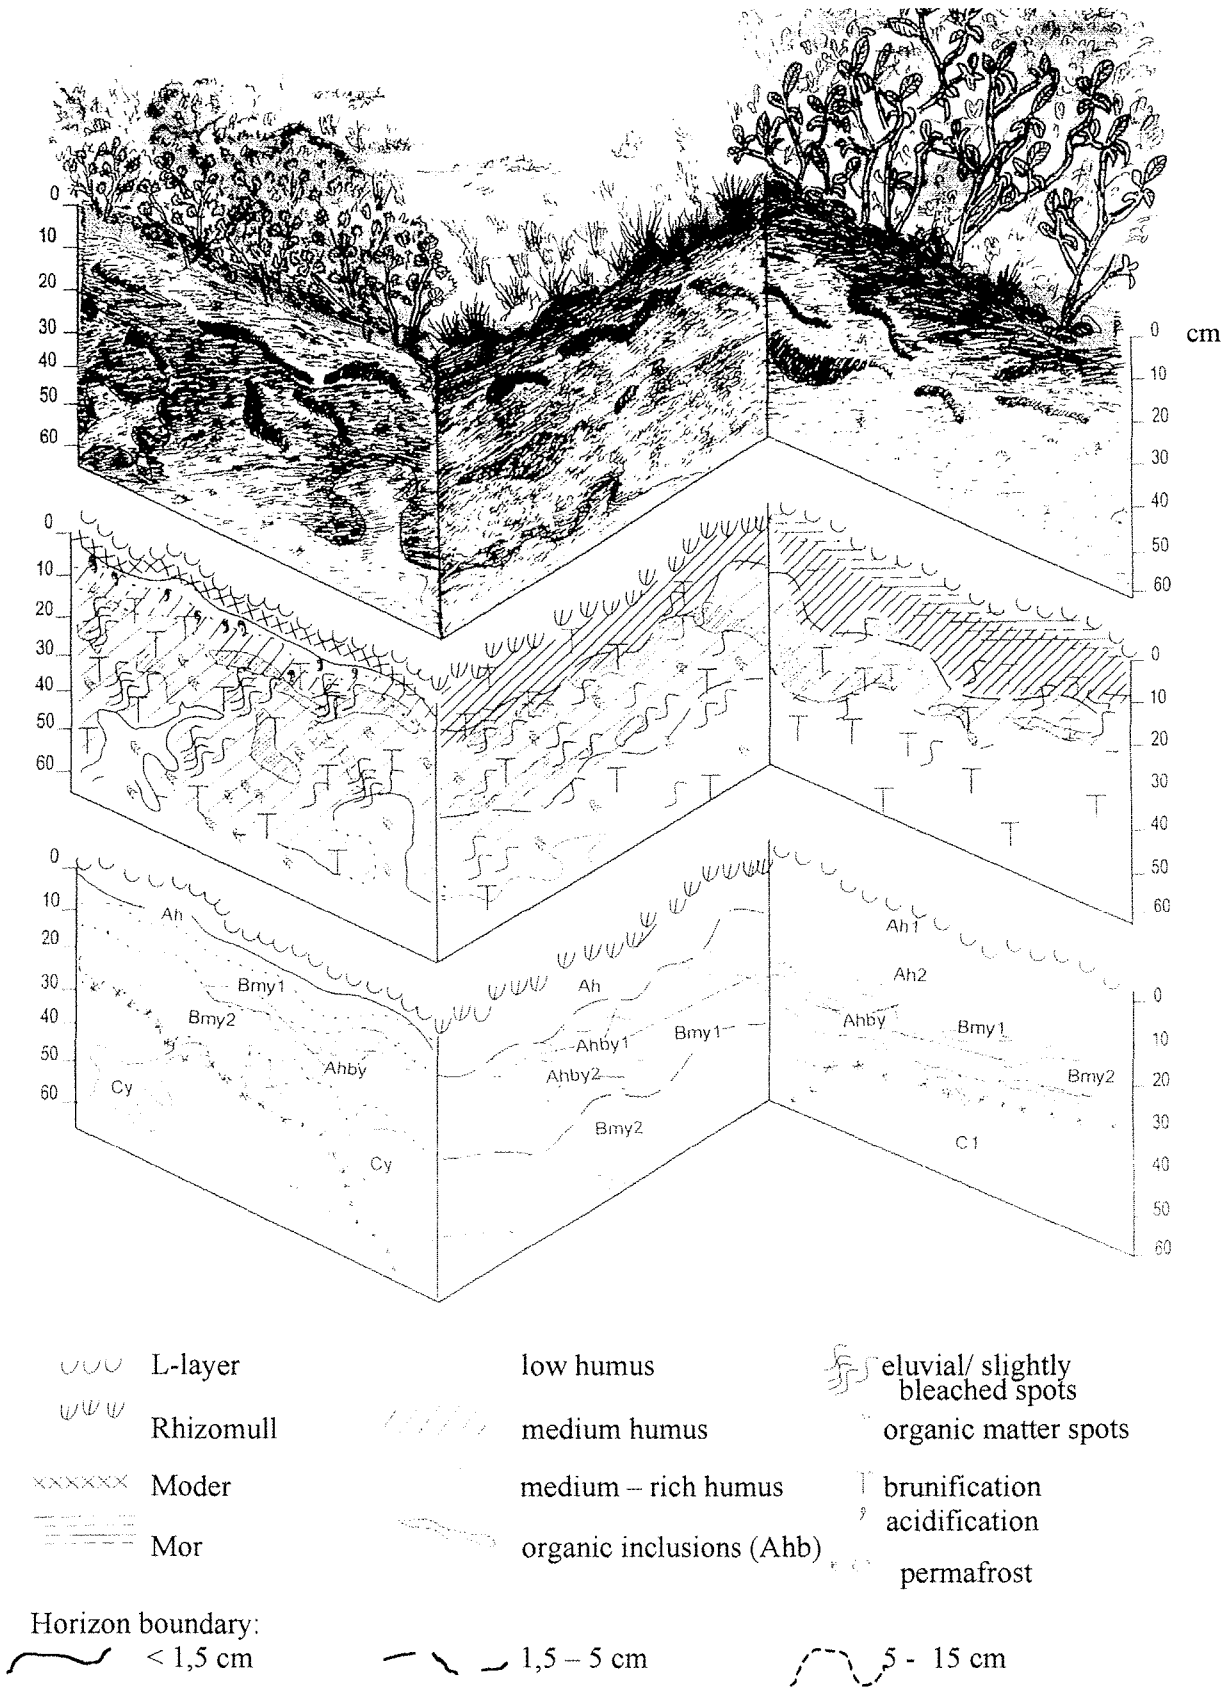 0
10
20
30
40
50
60
0 cm
10
20
30
40
50
60
0
10
20
30
40
50
60
0
10
20
30
40
50
60
0
10
20
30
40
50
60
Ah
Bmy1
Bmy2
Ahby
Cy
Cy
Ah
Ahby1
Bmy1
Ahby2
Bmy2
Ah1
Ah2
Ahby
Bmy1
Bmy2
C1
0
10
20
30
40
50
60
L-layer
Rhizomull
Moder
Mor
low humus
medium humus
medium – rich humus
organic inclusions (Ahb)
eluvial/ slightly
bleached spots
organic matter spots
brunification
acidification
permafrost
Horizon boundary:
< 1,5 cm
1,5 – 5 cm
5 - 15 cm